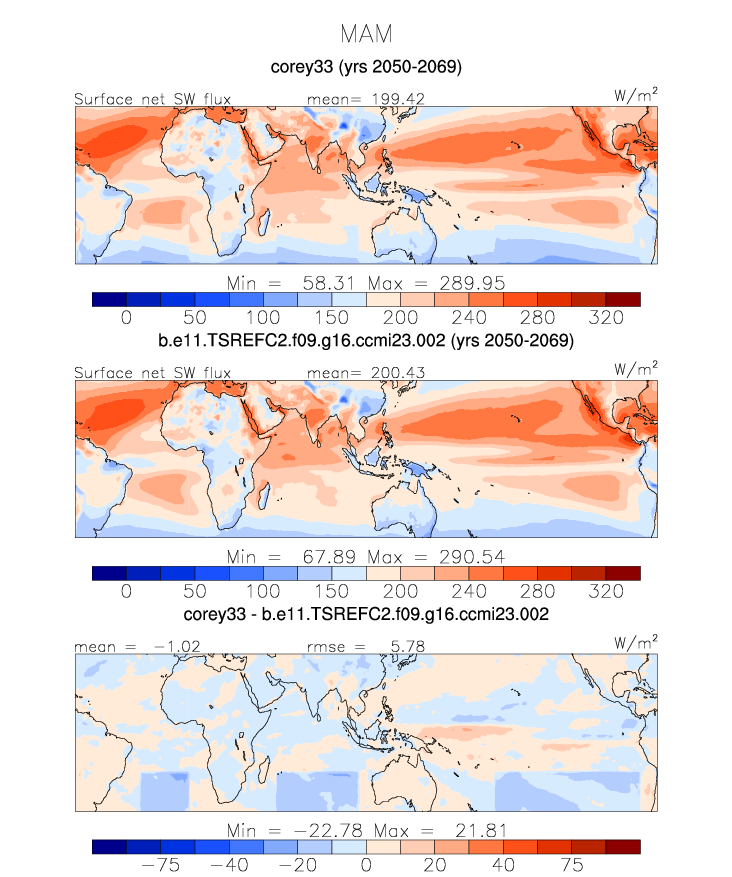 MAM
corey33 (yrs 2050-2069)
Surface net SW flux mean= 199.42 W/m²
Min = 58.31 Max = 289.95
0 50 100 150 200 240 280 320
b.e11.TSREFC2.f09.g16.ccmi23.002 (yrs 2050-2069)
Surface net SW flux mean= 200.43 W/m²
Min = 67.89 Max = 290.54
0 50 100 150 200 240 280 320
corey33 - b.e11.TSREFC2.f09.g16.ccmi23.002
mean = -1.02 rmse = 5.78 W/m²
Min = -22.78 Max = 21.81
-75 -40 -20 0 20 40 75